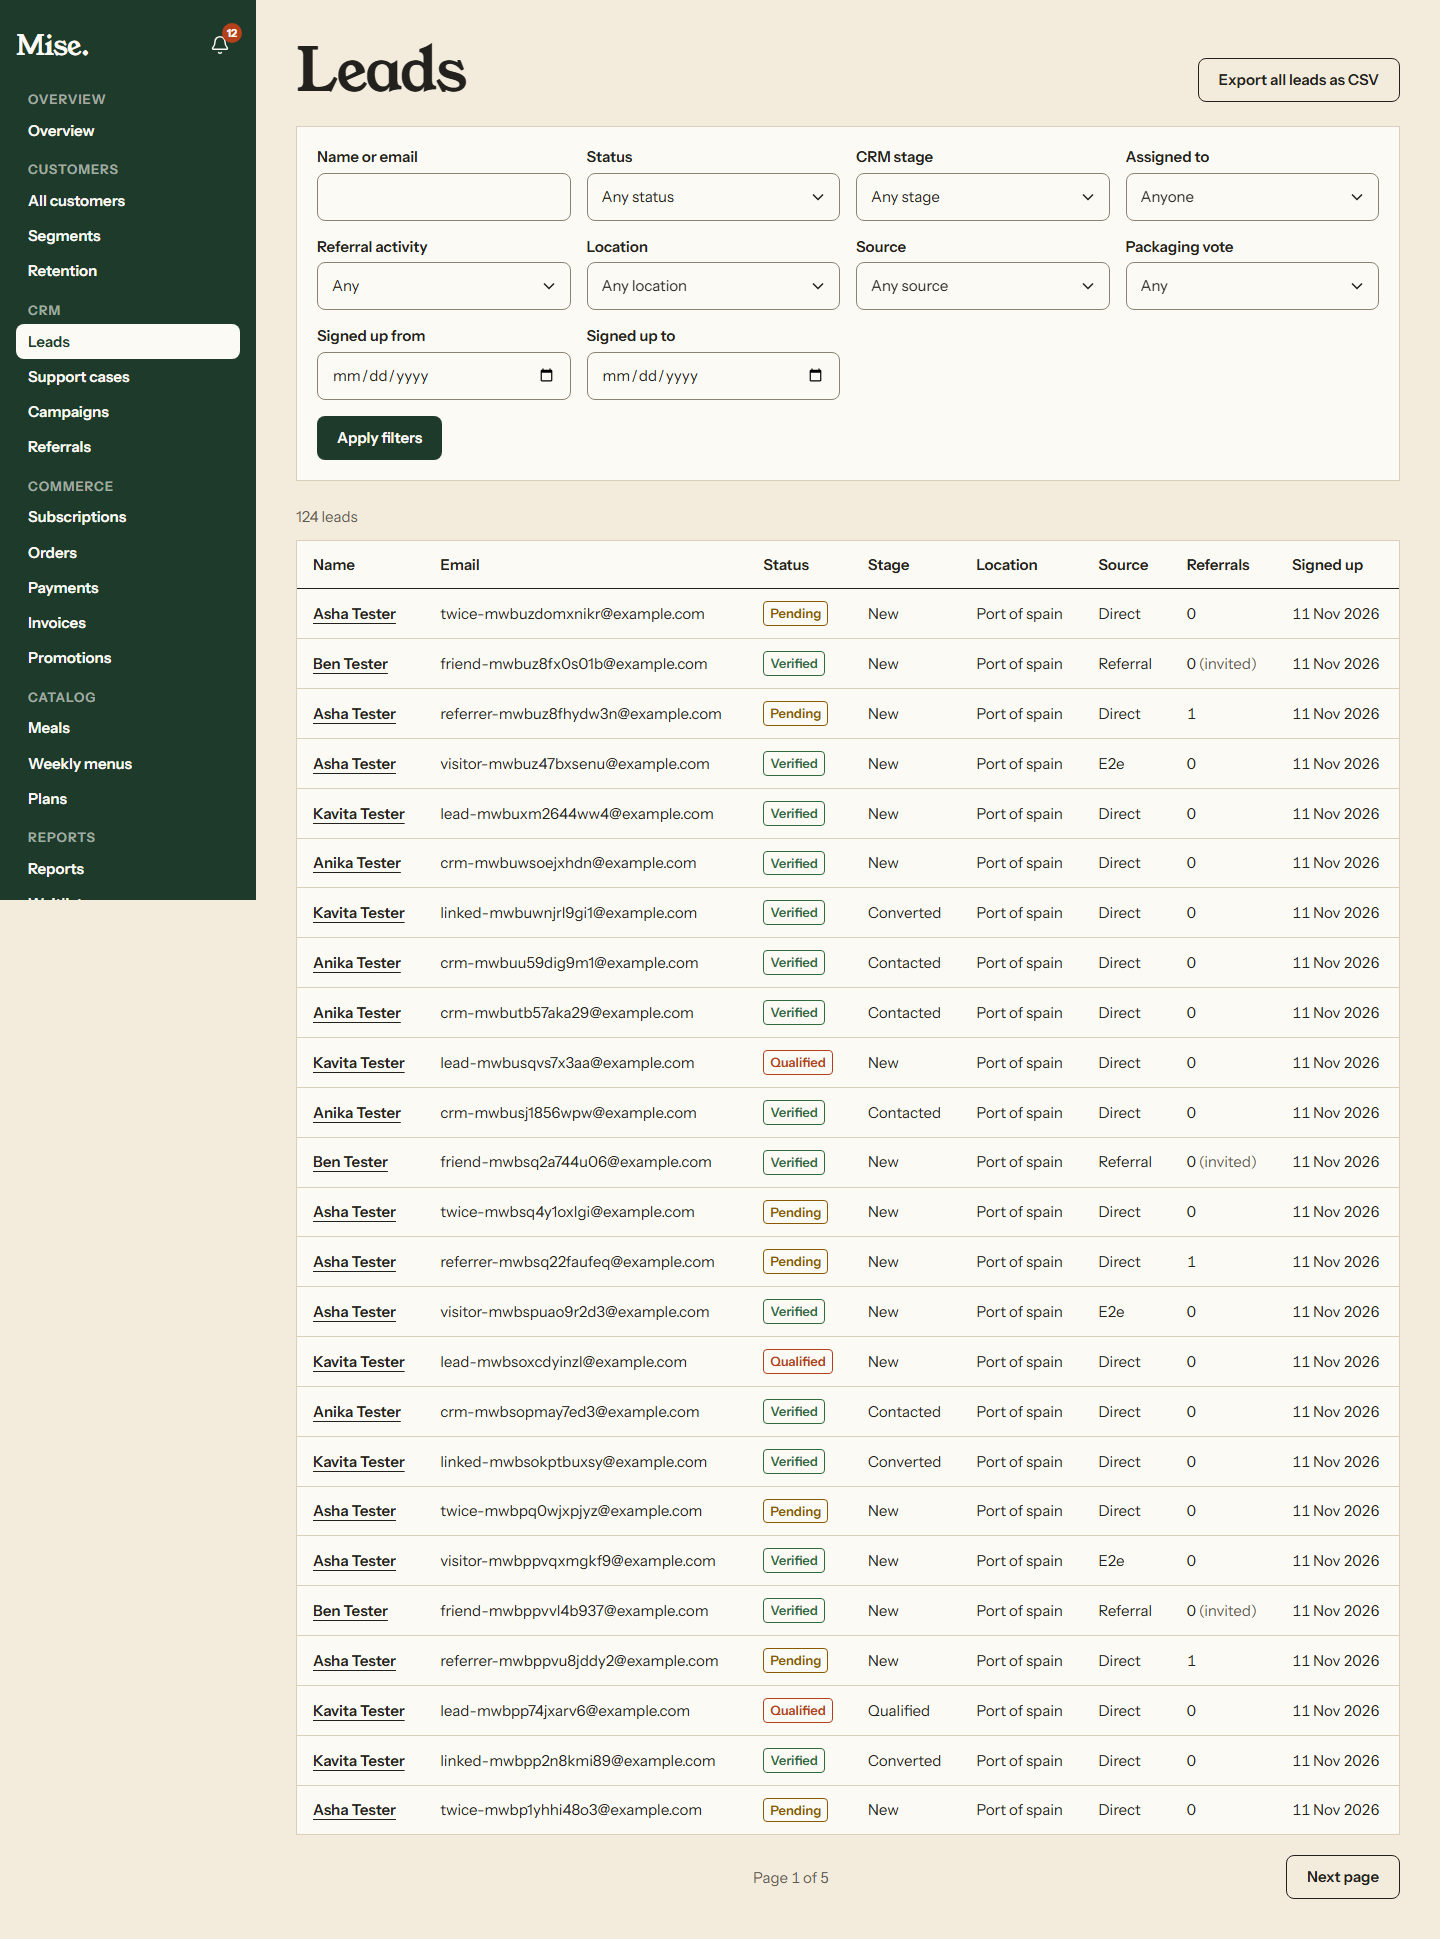 Mise.
12
OVERVIEW
Overview
CUSTOMERS
All customers
Segments
Retention
CRM
Leads
Support cases
Campaigns
Referrals
COMMERCE
Subscriptions
Orders
Payments
Invoices
Promotions
CATALOG
Meals
Weekly menus
Plans
REPORTS
Reports
Leads
Export all leads as CSV
Name or email Status CRM stage Assigned to
Any status Any stage Anyone
Referral activity Location Source Packaging vote
Any Any location Any source Any
Signed up from Signed up to
mm/dd/yyyy mm/dd/yyyy
Apply filters
124 leads
Name Email Status Stage Location Source Referrals Signed up
Asha Tester twice-mwbuzdomxnikr@example.com Pending New Port of spain Direct 0 11 Nov 2026
Ben Tester friend-mwbuz8fx0s01b@example.com Verified New Port of spain Referral 0 (invited) 11 Nov 2026
Asha Tester referrer-mwbuz8fhydw3n@example.com Pending New Port of spain Direct 1 11 Nov 2026
Asha Tester visitor-mwbuz47bxsenu@example.com Verified New Port of spain E2e 0 11 Nov 2026
Kavita Tester lead-mwbuxm2644ww4@example.com Verified New Port of spain Direct 0 11 Nov 2026
Anika Tester crm-mwbuwsoejxhdn@example.com Verified New Port of spain Direct 0 11 Nov 2026
Kavita Tester linked-mwbuwnjrl9gi1@example.com Verified Converted Port of spain Direct 0 11 Nov 2026
Anika Tester crm-mwbuu59dig9m1@example.com Verified Contacted Port of spain Direct 0 11 Nov 2026
Anika Tester crm-mwbutb57aka29@example.com Verified Contacted Port of spain Direct 0 11 Nov 2026
Kavita Tester lead-mwbusqvs7x3aa@example.com Qualified New Port of spain Direct 0 11 Nov 2026
Anika Tester crm-mwbusj1856wpw@example.com Verified Contacted Port of spain Direct 0 11 Nov 2026
Ben Tester friend-mwbsq2a744u06@example.com Verified New Port of spain Referral 0 (invited) 11 Nov 2026
Asha Tester twice-mwbsq4y1oxlgi@example.com Pending New Port of spain Direct 0 11 Nov 2026
Asha Tester referrer-mwbsq22faufeq@example.com Pending New Port of spain Direct 1 11 Nov 2026
Asha Tester visitor-mwbspuao9r2d3@example.com Verified New Port of spain E2e 0 11 Nov 2026
Kavita Tester lead-mwbsoxcdyinzl@example.com Qualified New Port of spain Direct 0 11 Nov 2026
Anika Tester crm-mwbsopmay7ed3@example.com Verified Contacted Port of spain Direct 0 11 Nov 2026
Kavita Tester linked-mwbsokptbuxsy@example.com Verified Converted Port of spain Direct 0 11 Nov 2026
Asha Tester twice-mwbpq0wjxpjyz@example.com Pending New Port of spain Direct 0 11 Nov 2026
Asha Tester visitor-mwbppvqxmgkf9@example.com Verified New Port of spain E2e 0 11 Nov 2026
Ben Tester friend-mwbppvvl4b937@example.com Verified New Port of spain Referral 0 (invited) 11 Nov 2026
Asha Tester referrer-mwbppvu8jddy2@example.com Pending New Port of spain Direct 1 11 Nov 2026
Kavita Tester lead-mwbpp74jxarv6@example.com Qualified Qualified Port of spain Direct 0 11 Nov 2026
Kavita Tester linked-mwbpp2n8kmi89@example.com Verified Converted Port of spain Direct 0 11 Nov 2026
Asha Tester twice-mwbp1yhhi48o3@example.com Pending New Port of spain Direct 0 11 Nov 2026
Page 1 of 5
Next page